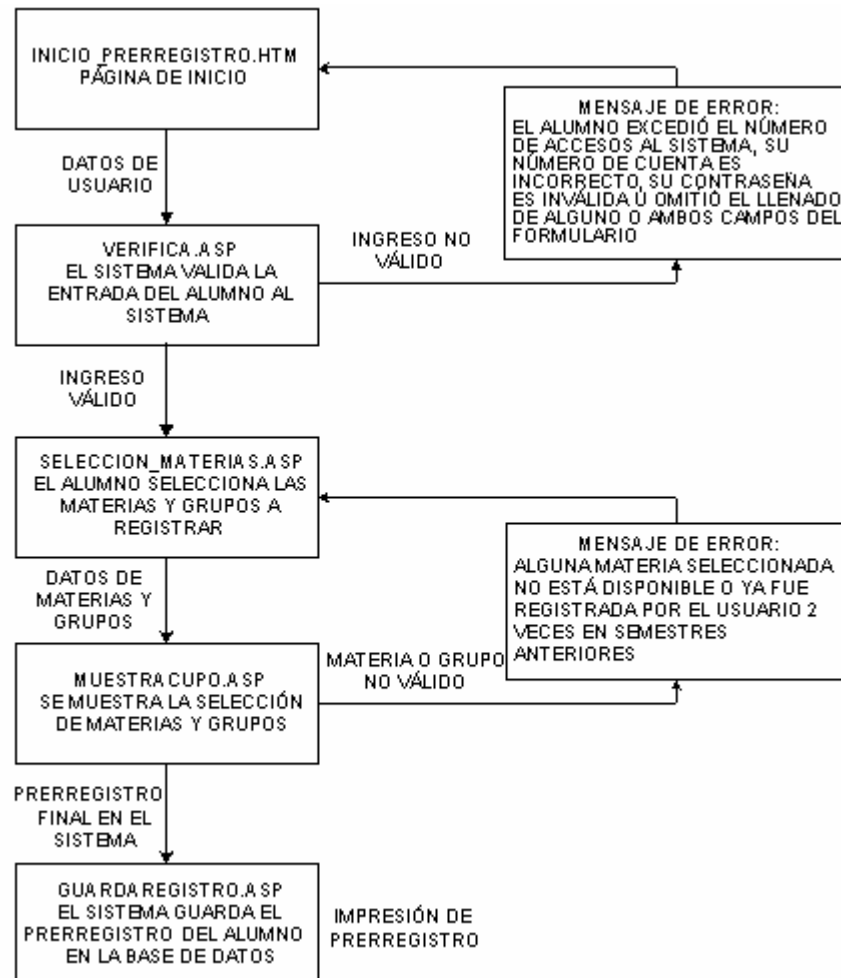 INICIO_PRERREGISTRO.HTM
PÁGINA DE INICIO
MENSAJE DE ERROR:
EL ALUMNO EXCEDIÓ EL NÚMERO
DE ACCESOS AL SISTEMA, SU
NÚMERO DE CUENTA ES
INCORRECTO, SU CONTRASEÑA
ES INVÁLIDA U OMITIÓ EL LLENADO
DE ALGUNO O AMBOS CAMPOS DEL
FORMULARIO
DATOS DE
USUARIO
VERIFICA.ASP
EL SISTEMA VALIDA LA
ENTRADA DEL ALUMNO AL
SISTEMA
INGRESO NO
VÁLIDO
INGRESO
VÁLIDO
SELECCION_MATERIAS.ASP
EL ALUMNO SELECCIONA LAS
MATERIAS Y GRUPOS A
REGISTRAR
MENSAJE DE ERROR:
ALGUNA MATERIA SELECCIONADA
NO ESTÁ DISPONIBLE O YA FUE
REGISTRADA POR EL USUARIO 2
VECES EN SEMESTRES
ANTERIORES
DATOS DE
MATERIAS Y
GRUPOS
MUESTRACUPO.ASP
SE MUESTRA LA SELECCIÓN
DE MATERIAS Y GRUPOS
MATERIA O GRUPO
NO VÁLIDO
PRERREGISTRO
FINAL EN EL
SISTEMA
GUARDAREGISTRO.ASP
EL SISTEMA GUARDA EL
PRERREGISTRO DEL ALUMNO
EN LA BASE DE DATOS
IMPRESIÓN DE
PRERREGISTRO